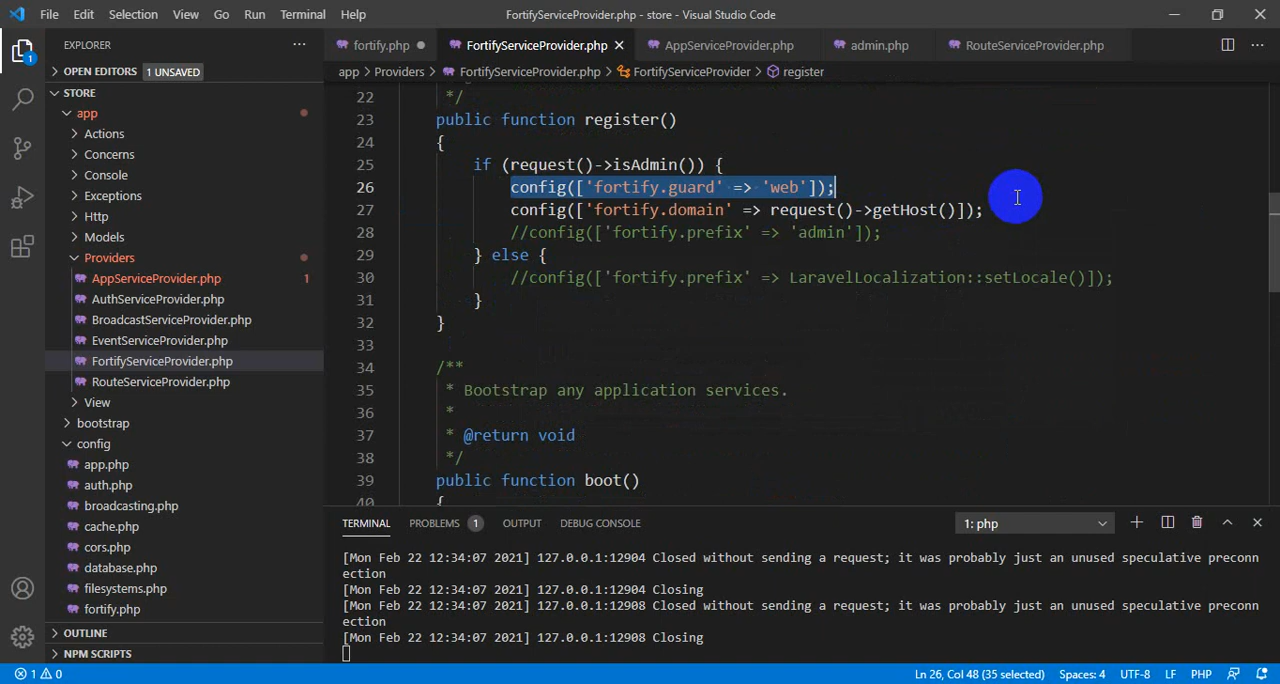 File Edit Selection View Go Run Terminal Help FortifyServiceProvider.php - store - Visual Studio Code
EXPLORER
fortify.php FortifyServiceProvider.php AppServiceProvider.php admin.php RouteServiceProvider.php
OPEN EDITORS 1 UNSAVED
app > Providers > FortifyServiceProvider.php > FortifyServiceProvider > register
STORE
app
Actions
Concerns
Console
Exceptions
Http
Models
Providers
AppServiceProvider.php 1
AuthServiceProvider.php
BroadcastServiceProvider.php
EventServiceProvider.php
FortifyServiceProvider.php
RouteServiceProvider.php
View
bootstrap
config
app.php
auth.php
broadcasting.php
cache.php
cors.php
database.php
filesystems.php
fortify.php
OUTLINE
NPM SCRIPTS
22 */
23 public function register()
24 {
25 if (request()->isAdmin()) {
26 config(['fortify.guard' => 'web']);
27 config(['fortify.domain' => request()->getHost()]);
28 //config(['fortify.prefix' => 'admin']);
29 } else {
30 //config(['fortify.prefix' => LaravelLocalization::setLocale()]);
31 }
32 }
33
34 /**
35 * Bootstrap any application services.
36 *
37 * @return void
38 */
39 public function boot()
40 {
TERMINAL PROBLEMS 1 OUTPUT DEBUG CONSOLE 1: php
[Mon Feb 22 12:34:07 2021] 127.0.0.1:12904 Closed without sending a request; it was probably just an unused speculative preconn
ection
[Mon Feb 22 12:34:07 2021] 127.0.0.1:12904 Closing
[Mon Feb 22 12:34:07 2021] 127.0.0.1:12908 Closed without sending a request; it was probably just an unused speculative preconn
ection
[Mon Feb 22 12:34:07 2021] 127.0.0.1:12908 Closing
1 0 Ln 26, Col 48 (35 selected) Spaces: 4 UTF-8 LF PHP